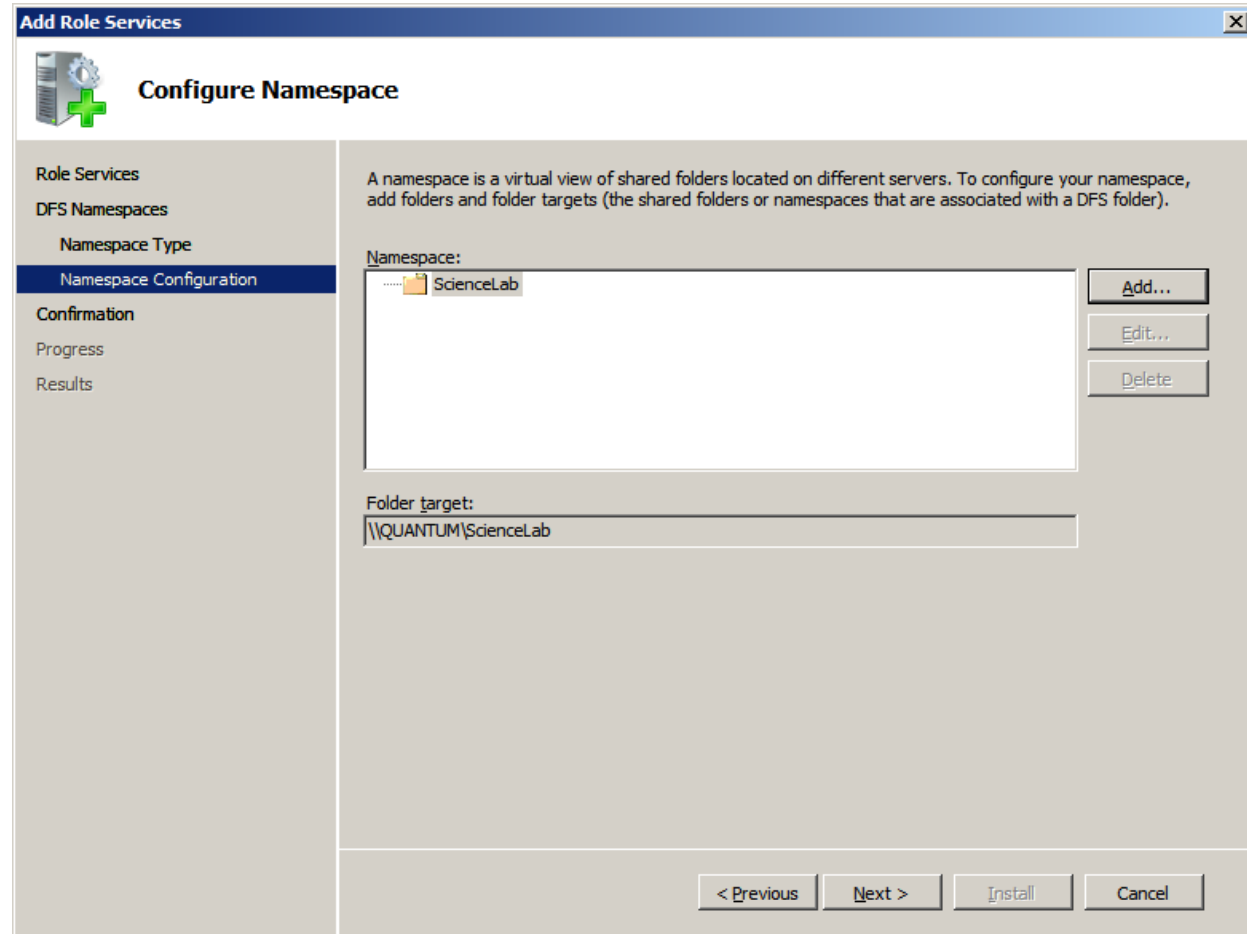 Add Role Services
Configure Namespace
Role Services
DFS Namespaces
Namespace Type
Namespace Configuration
Confirmation
Progress
Results
A namespace is a virtual view of shared folders located on different servers. To configure your namespace,
add folders and folder targets (the shared folders or namespaces that are associated with a DFS folder).
Namespace:
ScienceLab
Add...
Edit...
Delete
Folder target:
\\QUANTUM\ScienceLab
< Previous
Next >
Install
Cancel